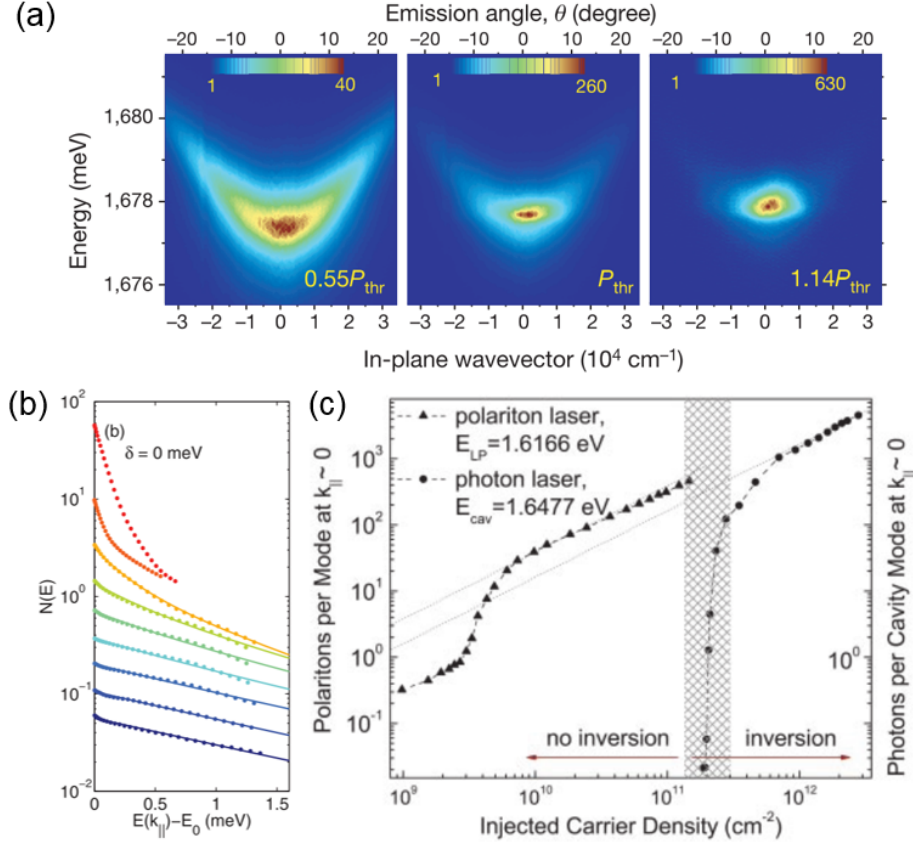 (a)
Emission angle, θ (degree)
−20 −10 0 10 20 −20 −10 0 10 20 −20 −10 0 10 20
1 40 1 260 1 630
Energy (meV)
1,680
1,678
1,676
0.55Pthr Pthr 1.14Pthr
−3 −2 −1 0 1 2 3 −3 −2 −1 0 1 2 3 −3 −2 −1 0 1 2 3
In-plane wavevector (10⁴ cm⁻¹)
(b)
(b)
δ = 0 meV
N(E)
10²
10¹
10⁰
10⁻¹
10⁻²
0 0.5 1 1.5
E(k||)−E₀ (meV)
(c)
polariton laser,
E_LP=1.6166 eV
photon laser,
E_cav=1.6477 eV
Polaritons per Mode at k||~ 0
10³
10²
10¹
10⁰
10⁻¹
no inversion inversion
10⁹ 10¹⁰ 10¹¹ 10¹²
Injected Carrier Density (cm⁻²)
10⁰
Photons per Cavity Mode at k||~ 0